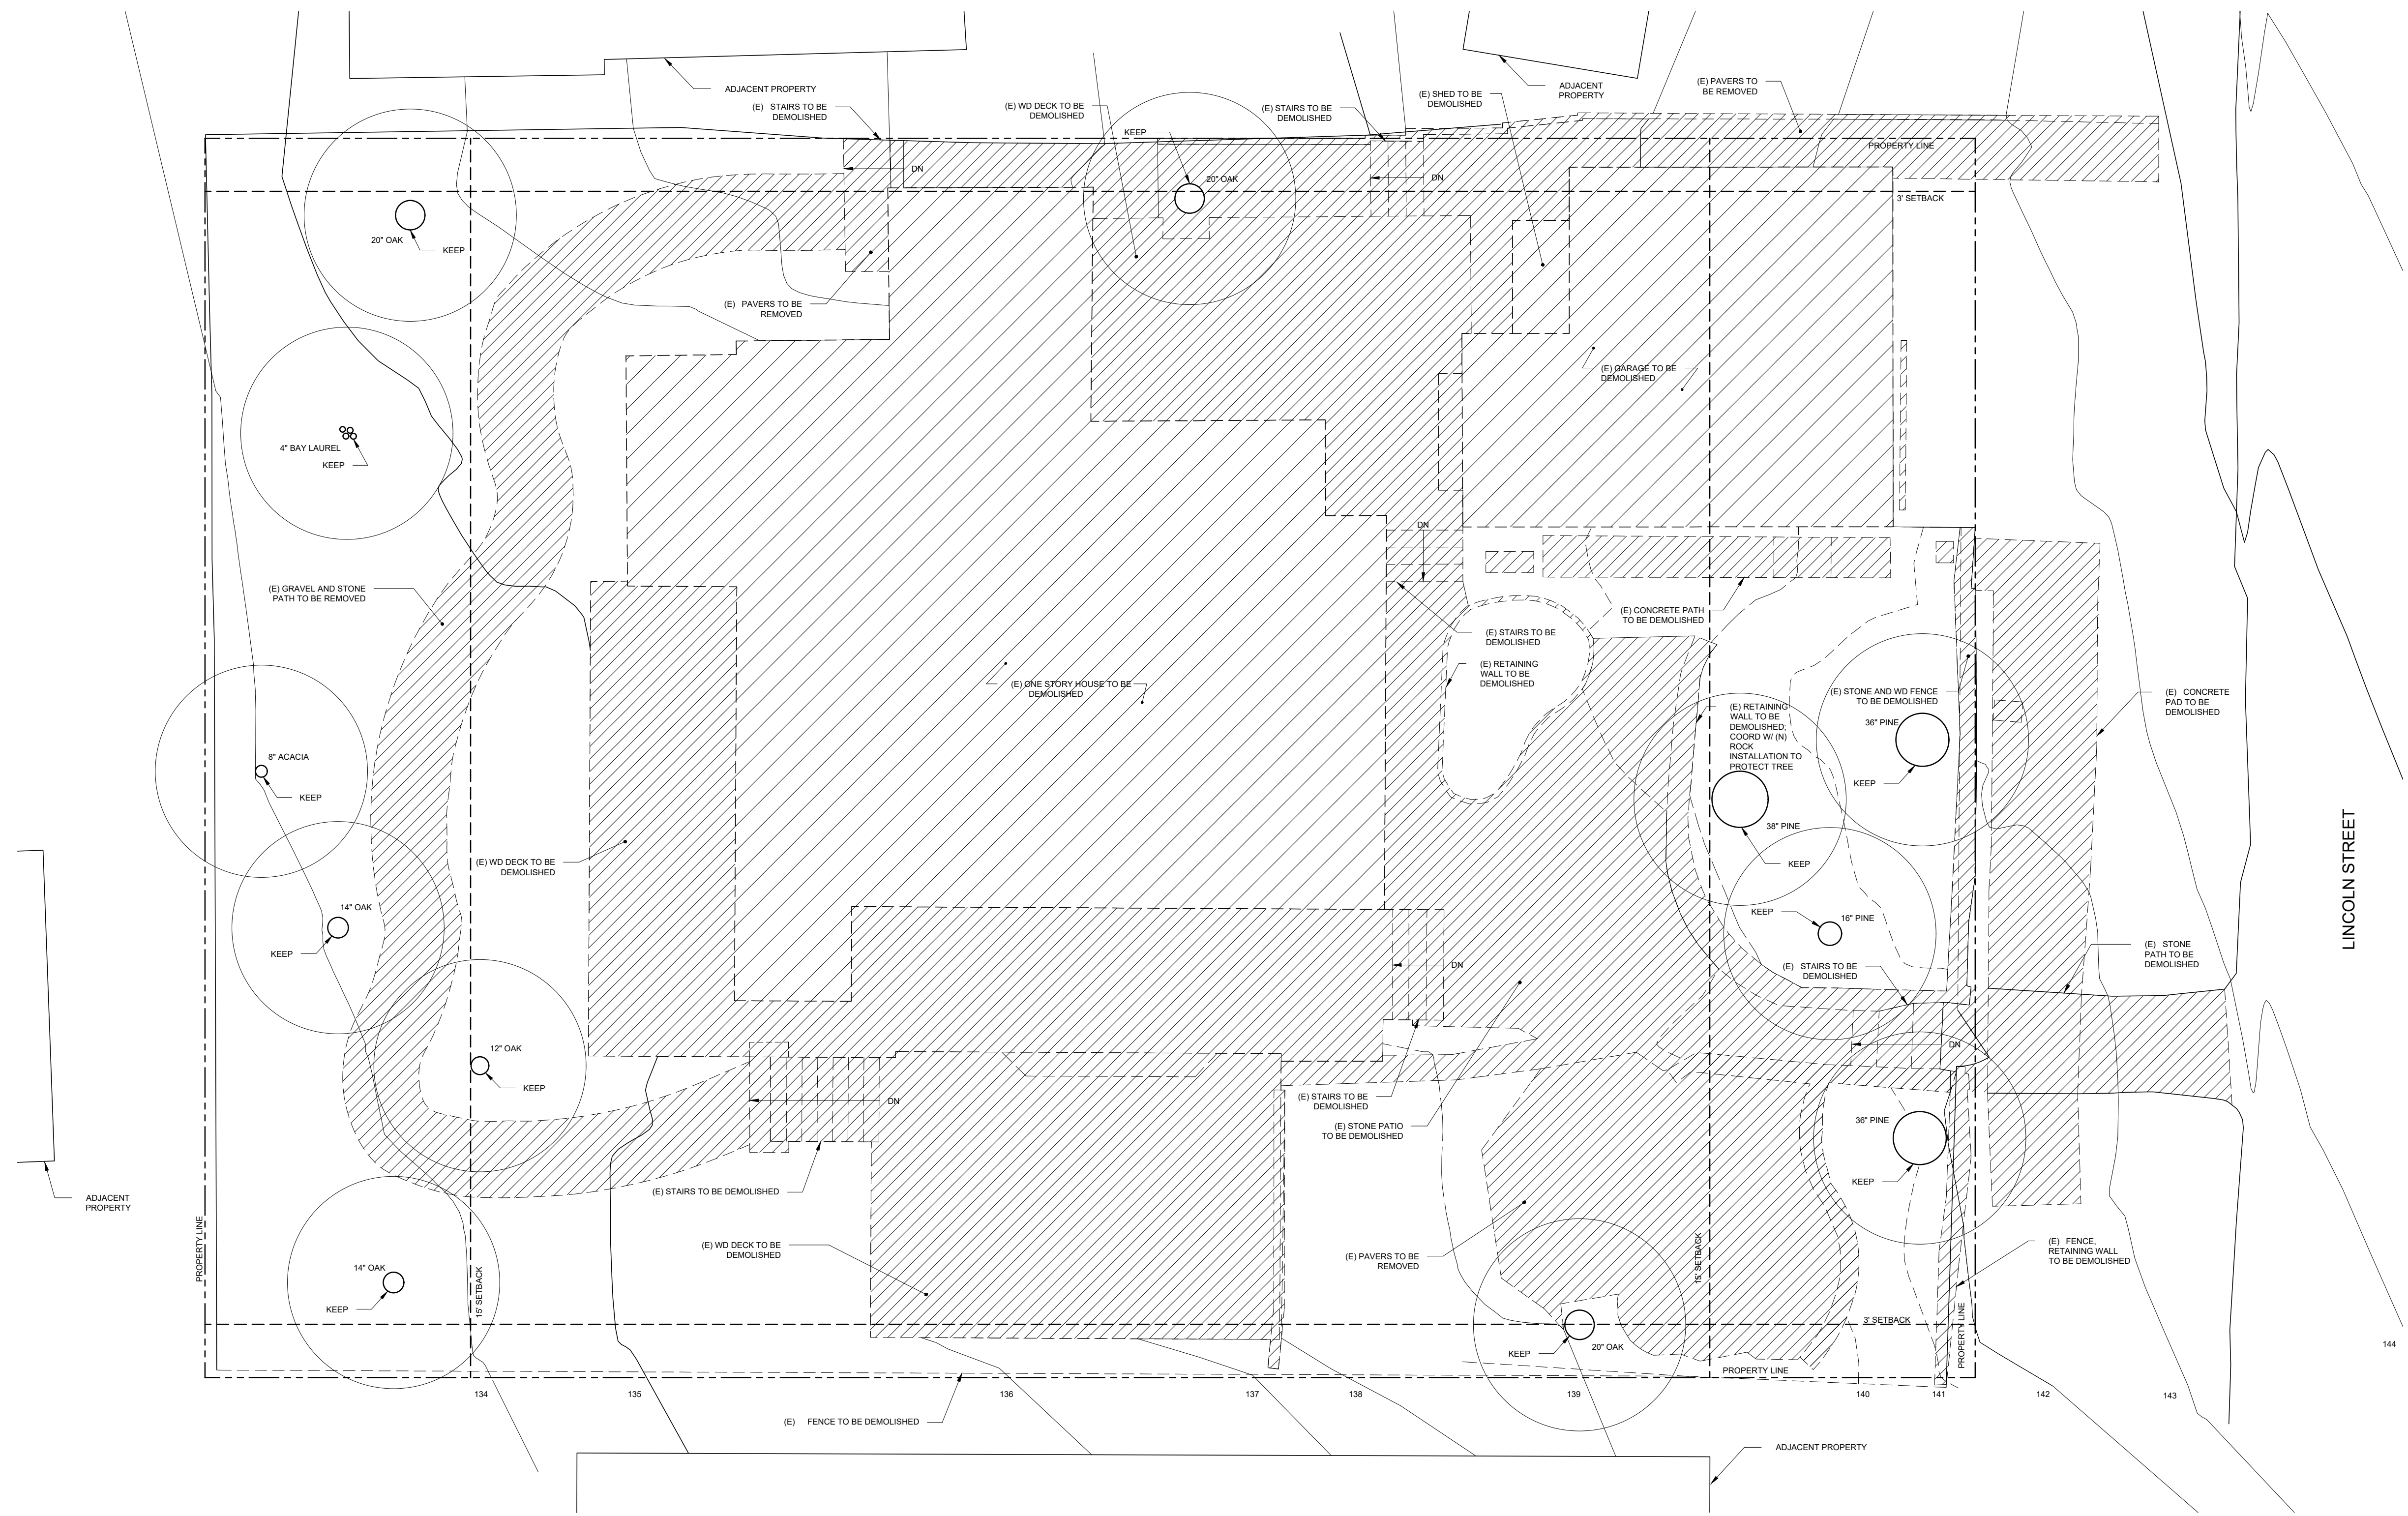 ADJACENT PROPERTY
(E) STAIRS TO BE
DEMOLISHED
(E) WD DECK TO BE
DEMOLISHED
KEEP
(E) STAIRS TO BE
DEMOLISHED
(E) SHED TO BE
DEMOLISHED
ADJACENT
PROPERTY
(E) PAVERS TO
BE REMOVED
PROPERTY LINE
DN
20" OAK
DN
3' SETBACK
20" OAK
KEEP
(E) PAVERS TO BE
REMOVED
(E) GARAGE TO BE
DEMOLISHED
4" BAY LAUREL
KEEP
DN
(E) GRAVEL AND STONE
PATH TO BE REMOVED
(E) CONCRETE PATH
TO BE DEMOLISHED
(E) STAIRS TO BE
DEMOLISHED
(E) RETAINING
WALL TO BE
DEMOLISHED
(E) ONE STORY HOUSE TO BE
DEMOLISHED
(E) STONE AND WD FENCE
TO BE DEMOLISHED
(E) CONCRETE
PAD TO BE
DEMOLISHED
(E) RETAINING
WALL TO BE
DEMOLISHED;
COORD W/ (N)
ROCK
INSTALLATION TO
PROTECT TREE
36" PINE
KEEP
8" ACACIA
KEEP
38" PINE
KEEP
LINCOLN STREET
(E) WD DECK TO BE
DEMOLISHED
14" OAK
KEEP
KEEP
16" PINE
(E) STONE
PATH TO BE
DEMOLISHED
DN
(E) STAIRS TO BE
DEMOLISHED
12" OAK
KEEP
DN
DN
(E) STAIRS TO BE
DEMOLISHED
(E) STONE PATIO
TO BE DEMOLISHED
36" PINE
KEEP
ADJACENT
PROPERTY
(E) STAIRS TO BE DEMOLISHED
PROPERTY LINE
(E) WD DECK TO BE
DEMOLISHED
(E) PAVERS TO BE
REMOVED
15' SETBACK
(E) FENCE,
RETAINING WALL
TO BE DEMOLISHED
14" OAK
KEEP
15' SETBACK
3' SETBACK
PROPERTY LINE
KEEP
20" OAK
144
PROPERTY LINE
134
135
136
137
138
139
140
141
142
143
(E) FENCE TO BE DEMOLISHED
ADJACENT PROPERTY